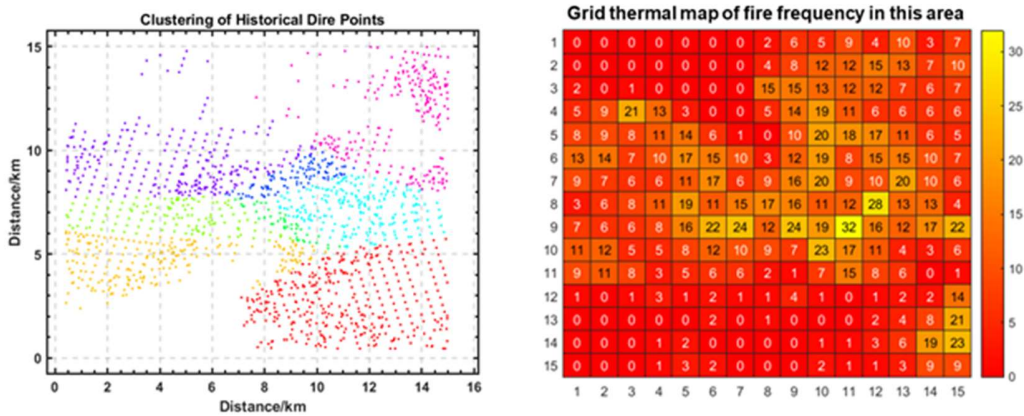 Clustering of Historical Dire Points
15
10
5
0
0 2 4 6 8 10 12 14 16
Distance/km
Distance/km
Grid thermal map of fire frequency in this area
1 0 0 0 0 0 0 0 2 6 5 9 4 10 3 7
2 0 0 0 0 0 0 0 4 8 12 12 15 13 7 10
3 2 0 1 0 0 0 0 15 15 13 12 12 7 6 7
4 5 9 21 13 3 0 0 5 14 19 11 6 6 6 6
5 8 9 8 11 14 6 1 0 10 20 18 17 11 6 5
6 13 14 7 10 17 15 10 3 12 19 8 15 15 10 7
7 9 7 6 6 11 17 6 9 16 20 9 10 20 10 6
8 3 6 8 11 19 11 15 17 16 11 12 28 13 13 4
9 9 9 5 8 16 22 24 12 24 19 32 16 12 17 22
10 11 12 5 5 8 12 10 9 7 23 17 11 4 3 6
11 9 11 8 3 5 8 6 2 1 7 15 8 6 0 1
12 1 0 1 3 1 2 1 1 4 1 0 1 2 2 14
13 0 0 0 0 0 2 0 1 0 0 0 2 4 8 21
14 0 0 0 1 2 0 0 0 0 1 1 3 6 19 23
15 0 0 0 1 3 2 0 0 2 1 1 1 3 9 9
1 2 3 4 5 6 7 8 9 10 11 12 13 14 15
30
25
20
15
10
5
0